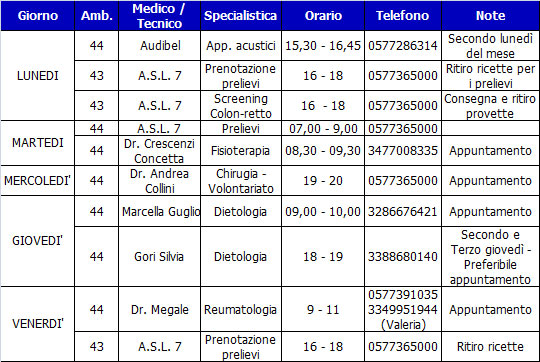 Giorno Amb. Medico / Tecnico Specialistica Orario Telefono Note
LUNEDI
44 Audibel App. acustici 15,30 - 16,45 0577286314 Secondo lunedì del mese
43 A.S.L. 7 Prenotazione prelievi 16 - 18 0577365000 Ritiro ricette per i prelievi
43 A.S.L. 7 Screening Colon-retto 16 - 18 0577365000 Consegna e ritiro provette
MARTEDI
44 A.S.L. 7 Prelievi 07,00 - 9,00 0577365000
44 Dr. Crescenzi Concetta Fisioterapia 08,30 - 09,30 3477008335 Appuntamento
MERCOLEDI' 44 Dr. Andrea Collini Chirugia - Volontariato 19 - 20 0577365000 Appuntamento
GIOVEDI'
44 Marcella Guglio Dietologia 09,00 - 10,00 3286676421 Appuntamento
44 Gori Silvia Dietologia 18 - 19 3388680140 Secondo e Terzo giovedì - Preferibile appuntamento
VENERDI'
44 Dr. Megale Reumatologia 9 - 11 0577391035 3349951944 (Valeria) Appuntamento
43 A.S.L. 7 Prenotazione prelievi 16 - 18 0577365000 Ritiro ricette